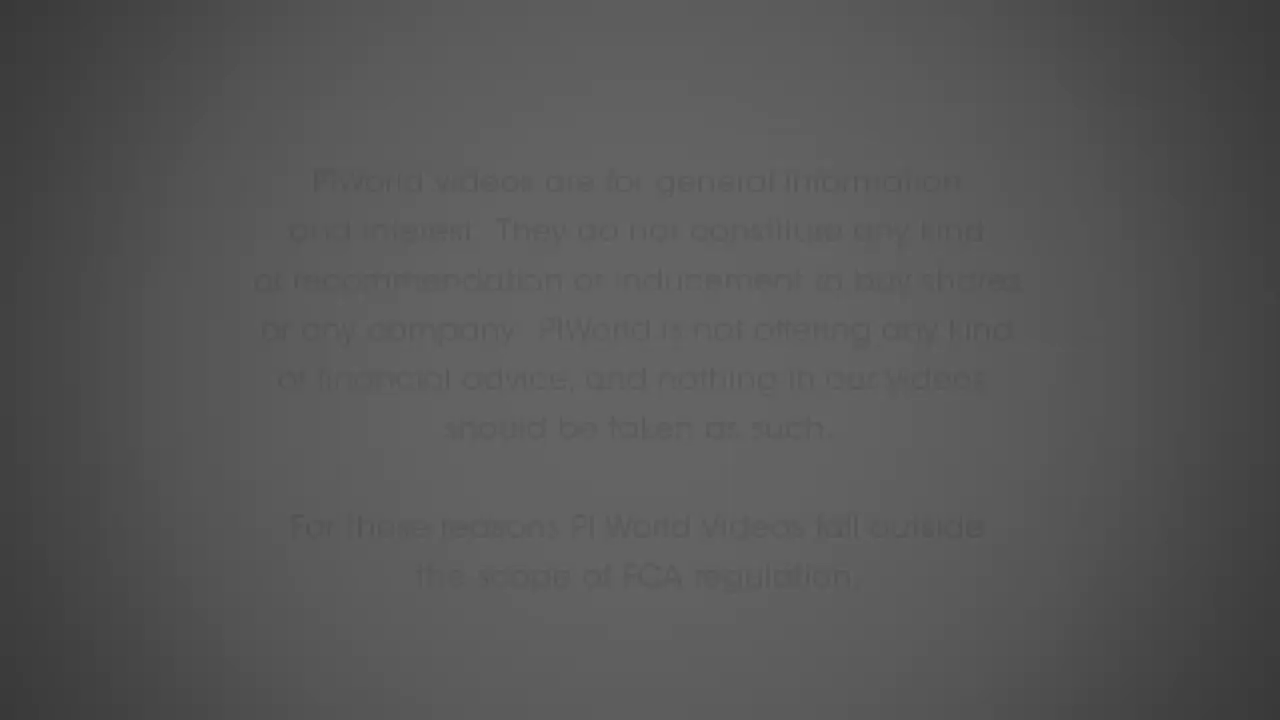 PIWorld videos are for general information
and interest. They do not constitute any kind
of recommendation or inducement to buy shares
or any company. PIWorld is not offering any kind
of financial advice, and nothing in our videos
should be taken as such.
For these reasons PI World Videos fall outside
the scope of FCA regulation.